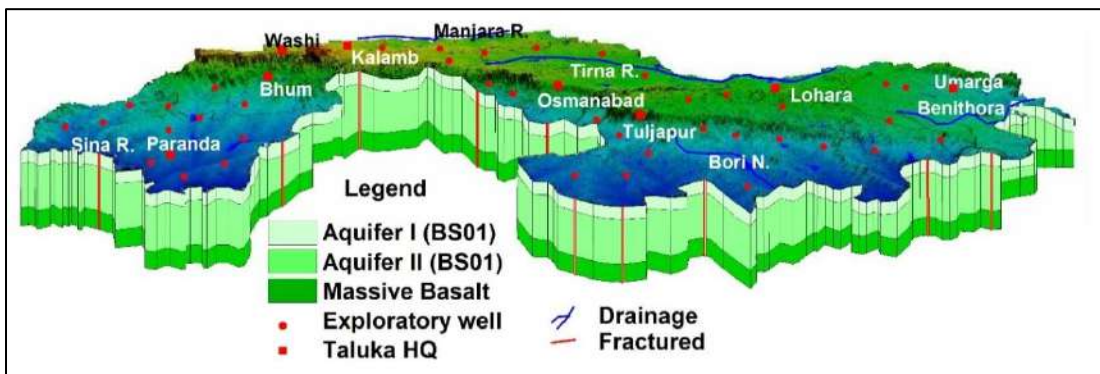 Manjara R.
Washi
Kalamb
Tirna R.
Bhum
Osmanabad
Lohara
Umarga
Benithora
Sina R.
Paranda
Tuljapur
Bori N.
Legend
Aquifer I (BS01)
Aquifer II (BS01)
Massive Basalt
Exploratory well
Taluka HQ
Drainage
Fractured